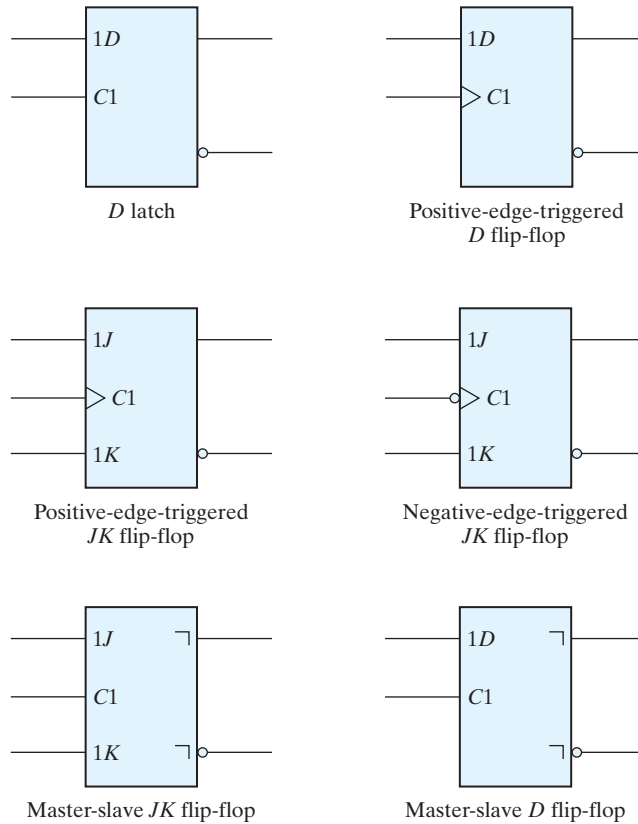 1D
C1
D latch
1D
C1
Positive-edge-triggered
D flip-flop
1J
C1
1K
Positive-edge-triggered
JK flip-flop
1J
C1
1K
Negative-edge-triggered
JK flip-flop
1J
C1
1K
Master-slave JK flip-flop
1D
C1
Master-slave D flip-flop